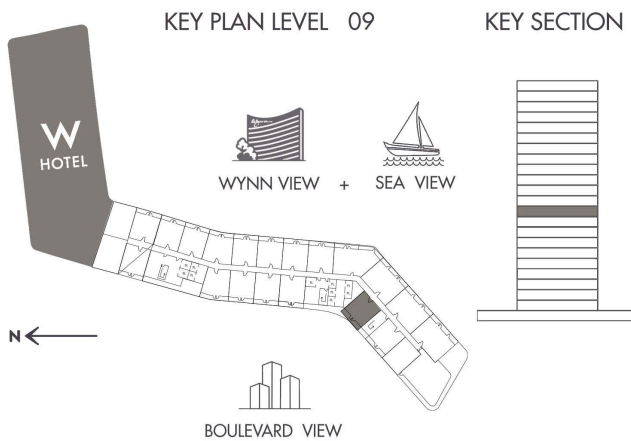 KEY PLAN LEVEL 09
KEY SECTION
W
HOTEL
WYNN VIEW + SEA VIEW
N
BOULEVARD VIEW